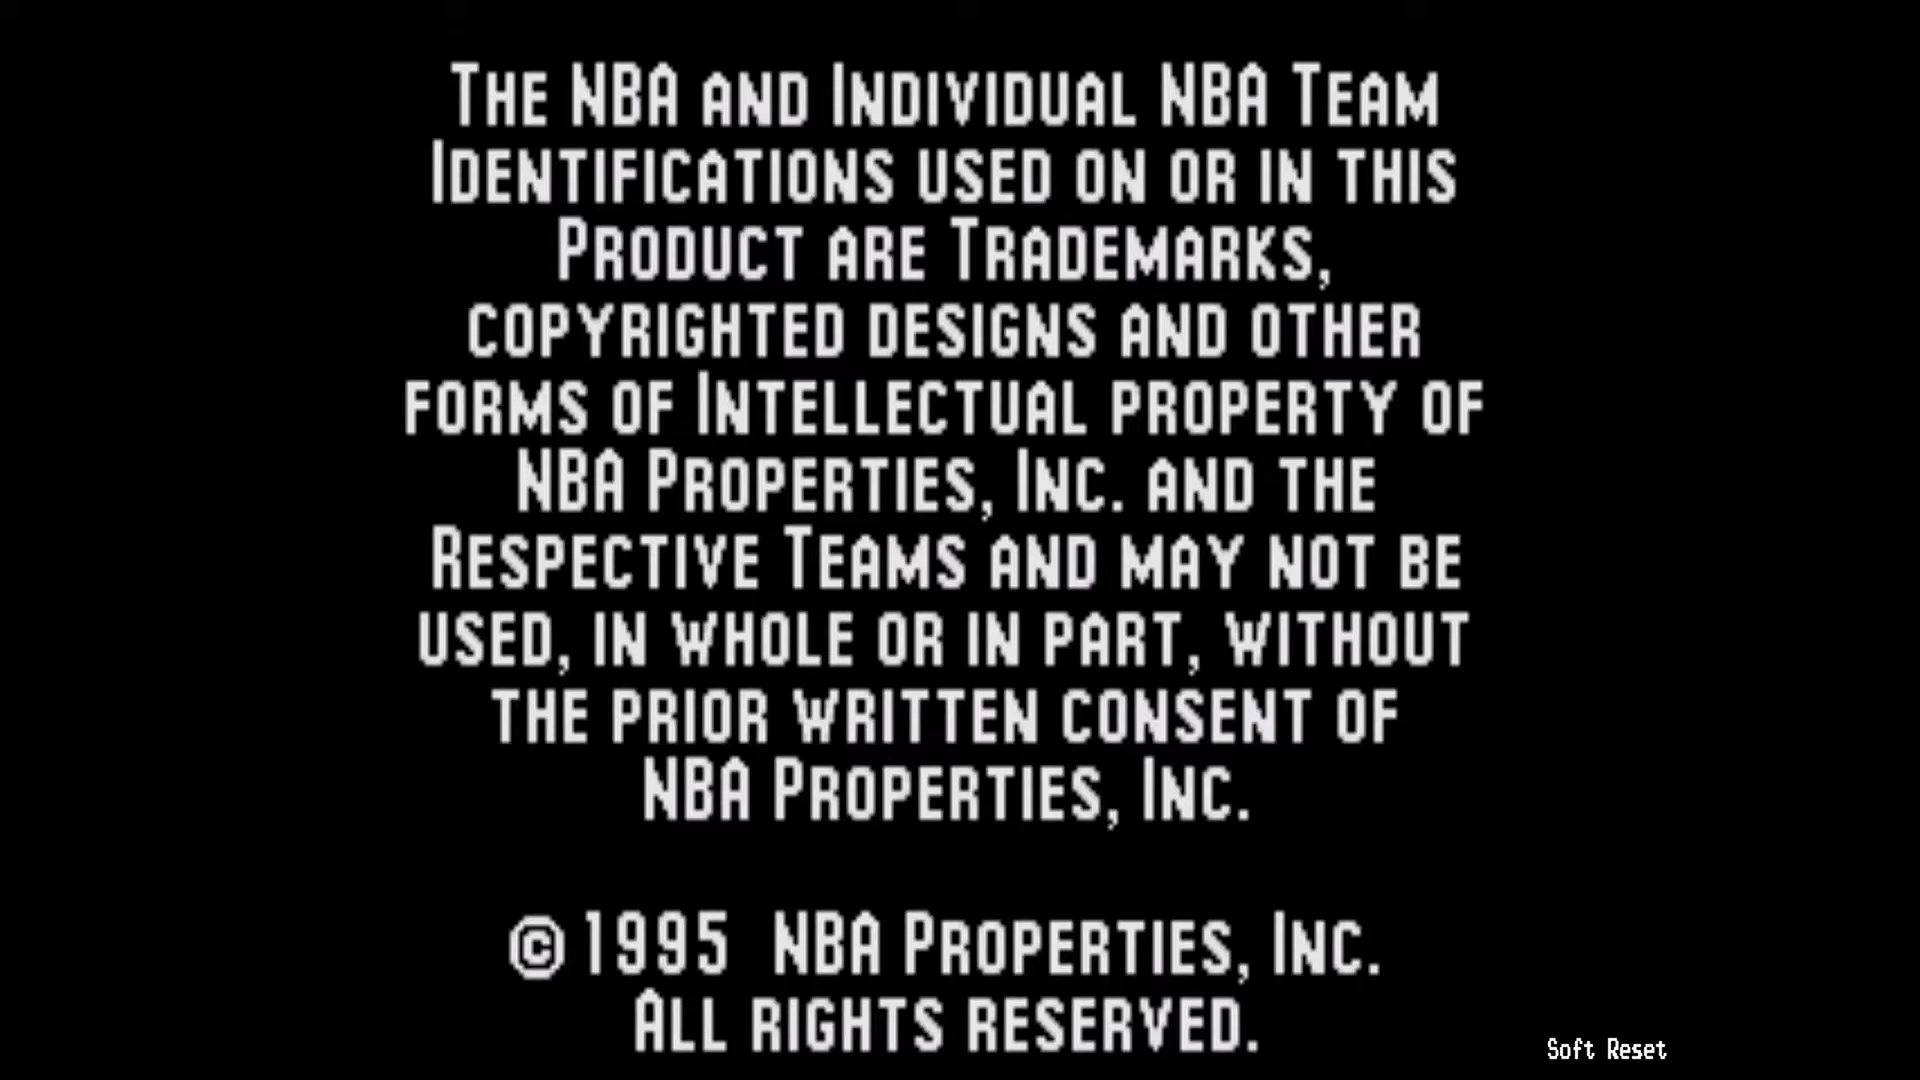 The NBA and Individual NBA Team
Identifications used on or in this
Product are Trademarks,
copyrighted designs and other
forms of Intellectual property of
NBA Properties, Inc. and the
Respective Teams and may not be
used, in whole or in part, without
the prior written consent of
NBA Properties, Inc.
© 1995 NBA Properties, Inc.
All rights reserved.
Soft Reset